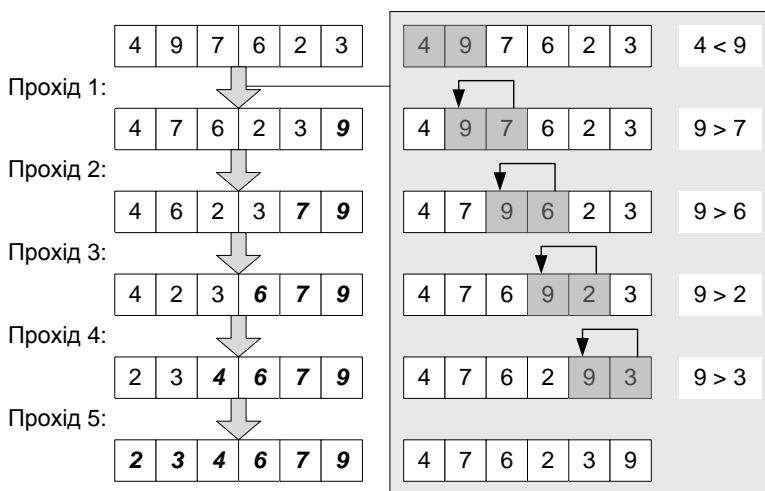 4 9 7 6 2 3
4 9 7 6 2 3
4 < 9
Прохід 1:
4 7 6 2 3 9
4 9 7 6 2 3
9 > 7
Прохід 2:
4 6 2 3 7 9
4 7 9 6 2 3
9 > 6
Прохід 3:
4 2 3 6 7 9
4 7 6 9 2 3
9 > 2
Прохід 4:
2 3 4 6 7 9
4 7 6 2 9 3
9 > 3
Прохід 5:
2 3 4 6 7 9
4 7 6 2 3 9